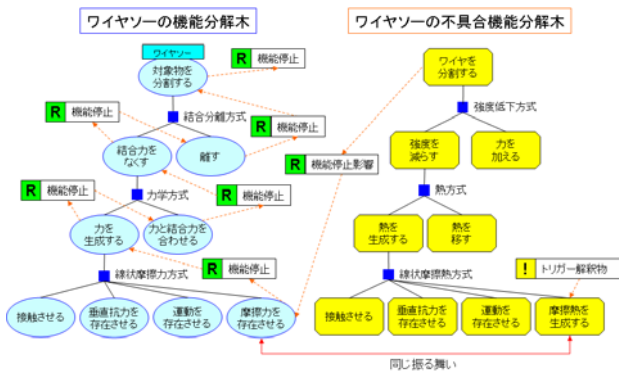 ワイヤソーの機能分解木
ワイヤソーの不具合機能分解木
ワイヤソー
対象物を
分割する
R 機能停止
結合分離方式
R 機能停止
R 機能停止
結合力を
なくす
離す
R 機能停止
力学方式
R 機能停止
R 機能停止
力を
生成する
力と結合力を
合わせる
R 機能停止
線状摩擦力方式
接触させる
垂直抗力を
存在させる
運動を
存在させる
摩擦力を
存在させる
R 機能停止影響
ワイヤを
分割する
強度低下方式
強度を
減らす
力を
加える
熱方式
熱を
生成する
熱を
移す
線状摩擦熱方式
! トリガー解釈物
接触させる
垂直抗力を
存在させる
運動を
存在させる
摩擦熱を
生成する
同じ振る舞い